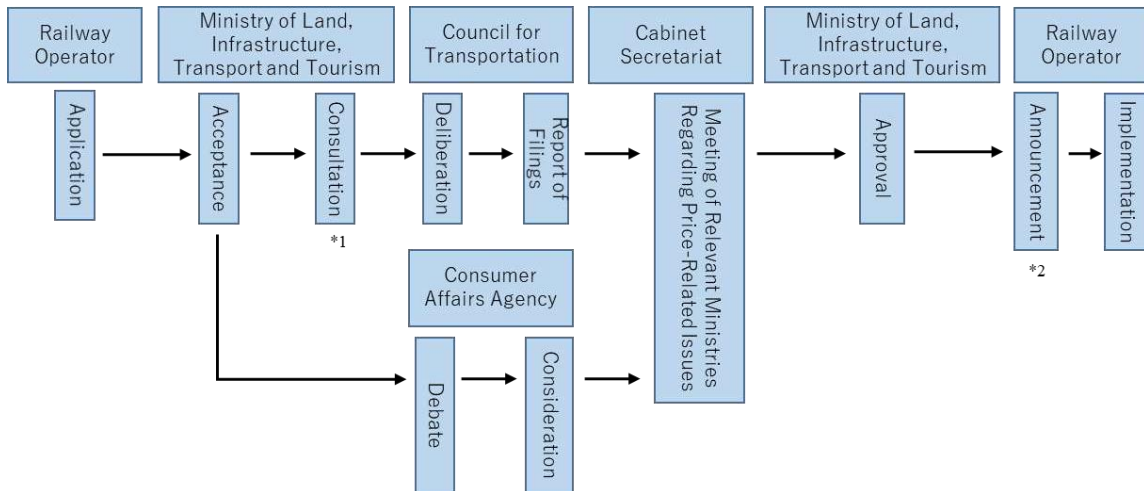 Railway
Operator
Ministry of Land,
Infrastructure,
Transport and Tourism
Council for
Transportation
Cabinet
Secretariat
Ministry of Land,
Infrastructure,
Transport and Tourism
Railway
Operator
Application
Acceptance
Consultation
Deliberation
Report of
Filings
Meeting of Relevant Ministries
Regarding Price-Related Issues
Approval
Announcement
Implementation
*1
*2
Consumer
Affairs Agency
Debate
Consideration